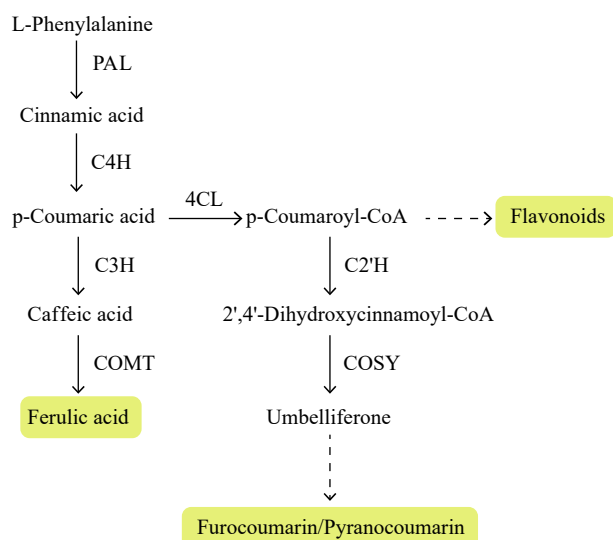 L-Phenylalanine
PAL
Cinnamic acid
C4H
p-Coumaric acid
4CL
p-Coumaroyl-CoA
Flavonoids
C3H
C2'H
Caffeic acid
2',4'-Dihydroxycinnamoyl-CoA
COMT
COSY
Ferulic acid
Umbelliferone
Furocoumarin/Pyranocoumarin